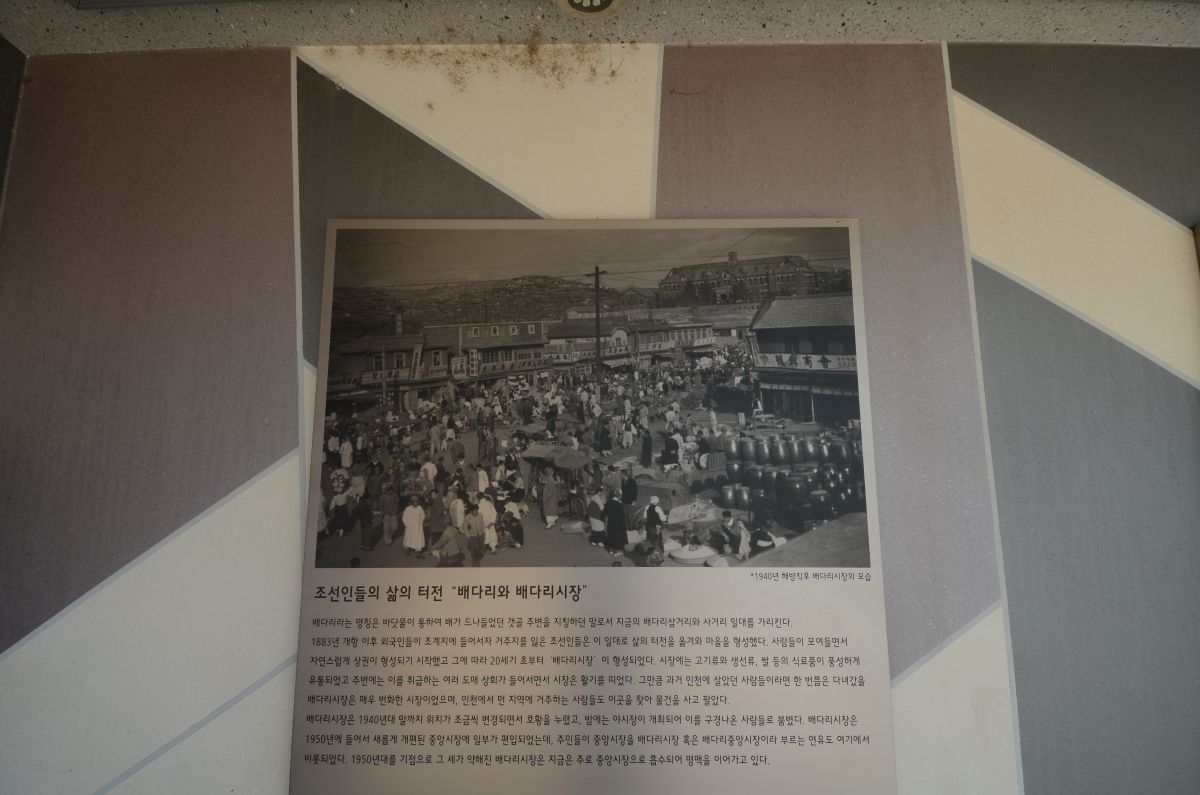 *1940년 해방직후 배다리시장의 모습
조선인들의 삶의 터전 “배다리와 배다리시장”
배다리라는 명칭은 바닷물이 통하여 배가 드나들었던 갯골 주변을 지칭하던 말로서 지금의 배다리삼거리와 사거리 일대를 가리킨다.
1883년 개항 이후 외국인들이 조계지에 들어서자 거주지를 잃은 조선인들은 이 일대로 삶의 터전을 옮겨와 마을을 형성했다. 사람들이 모여들면서
자연스럽게 상권이 형성되기 시작했고 그에 따라 20세기 초부터 ‘배다리시장’ 이 형성되었다. 시장에는 고기류와 생선류, 쌀 등의 식료품이 풍성하게
유통되었고 주변에는 이를 취급하는 여러 도매 상회가 들어서면서 시장은 활기를 띠었다. 그만큼 과거 인천에 살았던 사람들이라면 한 번쯤은 다녀갔을
배다리시장은 매우 번화한 시장이었으며, 인천에서 먼 지역에 거주하는 사람들도 이곳을 찾아 물건을 사고 팔았다.
배다리시장은 1940년대 말까지 위치가 조금씩 변경되면서 호황을 누렸고, 밤에는 야시장이 개최되어 이를 구경나온 사람들로 붐볐다. 배다리시장은
1950년에 들어서 새롭게 개편된 중앙시장에 일부가 편입되었는데, 주민들이 중앙시장을 배다리시장 혹은 배다리중앙시장이라 부르는 연유도 여기에서
비롯되었다. 1950년대를 기점으로 그 세가 약해진 배다리시장은 지금은 주로 중앙시장으로 흡수되어 명맥을 이어가고 있다.